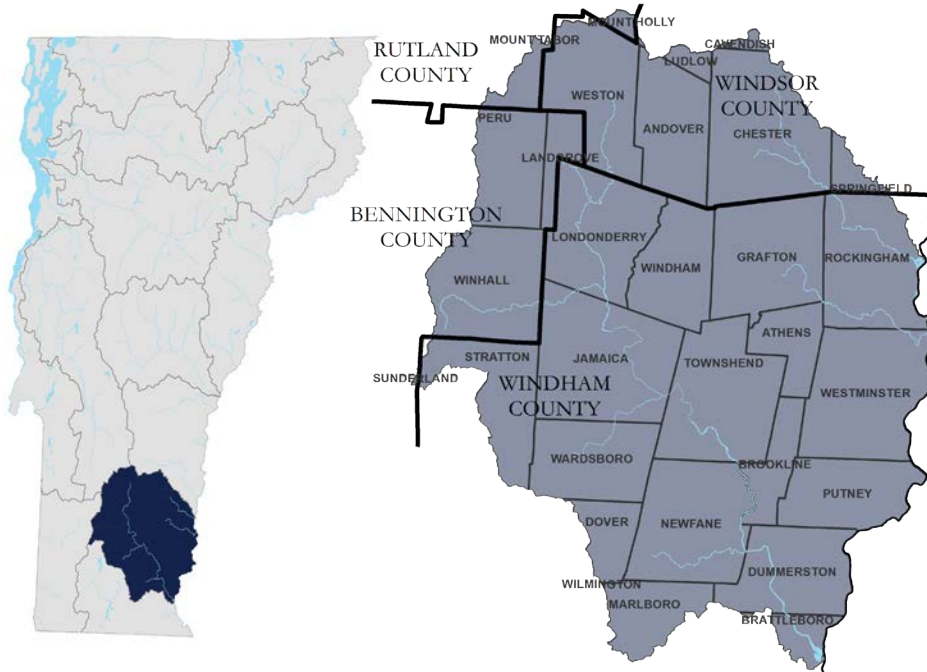 MOUNT HOLLY
MOUNT TABOR
CAVENDISH
RUTLAND
COUNTY
LUDLOW
WINDSOR
COUNTY
WESTON
PERU
ANDOVER
CHESTER
LANDGROVE
SPRINGFIELD
BENNINGTON
COUNTY
LONDONDERRY
WINDHAM
GRAFTON
ROCKINGHAM
WINHALL
ATHENS
STRATTON
JAMAICA
TOWNSHEND
SUNDERLAND
WINDHAM
COUNTY
WESTMINSTER
WARDSBORO
BROOKLINE
PUTNEY
DOVER
NEWFANE
DUMMERSTON
WILMINGTON
MARLBORO
BRATTLEBORO